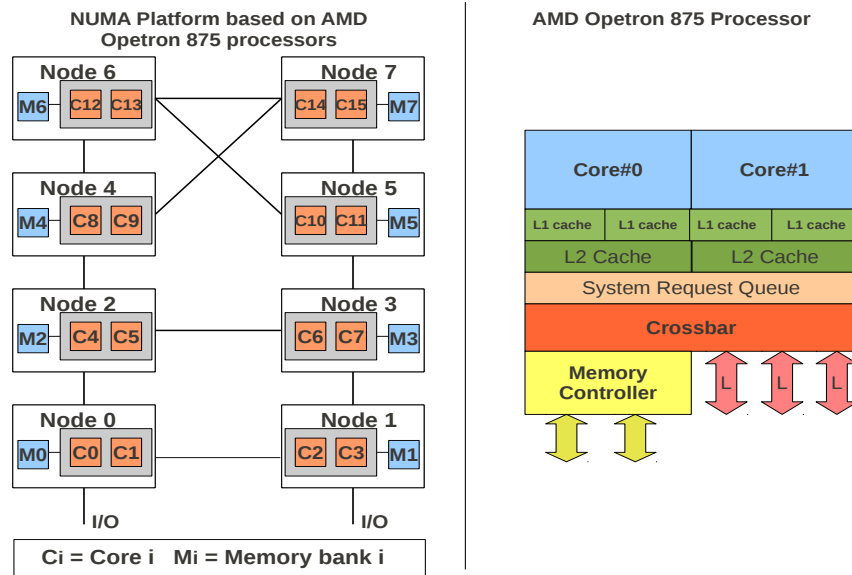 NUMA Platform based on AMD
Opetron 875 processors
Node 6
M6
C12
C13
Node 7
C14
C15
M7
Node 4
M4
C8
C9
Node 5
C10
C11
M5
Node 2
M2
C4
C5
Node 3
C6
C7
M3
Node 0
M0
C0
C1
Node 1
C2
C3
M1
I/O
I/O
Ci = Core i Mi = Memory bank i
AMD Opetron 875 Processor
Core#0
Core#1
L1 cache
L1 cache
L1 cache
L1 cache
L2 Cache
L2 Cache
System Request Queue
Crossbar
Memory
Controller
L
L
L